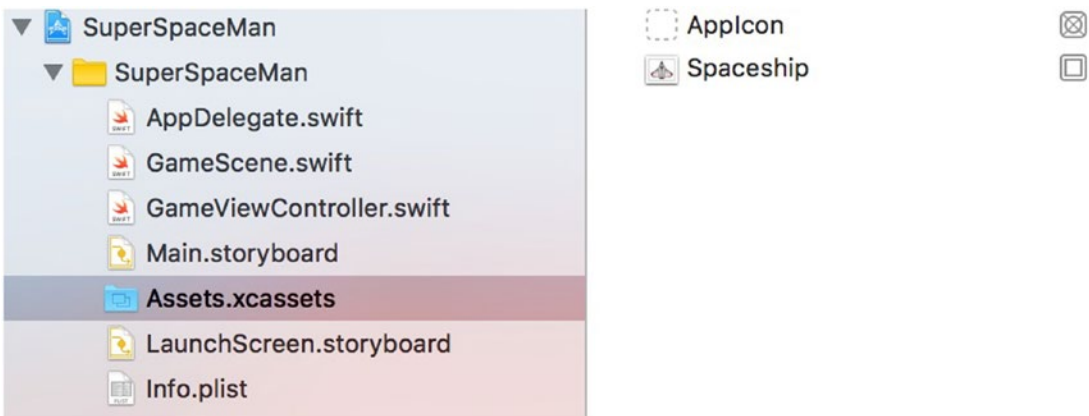 SuperSpaceMan
SuperSpaceMan
AppDelegate.swift
GameScene.swift
GameViewController.swift
Main.storyboard
Assets.xcassets
LaunchScreen.storyboard
Info.plist
AppIcon
Spaceship